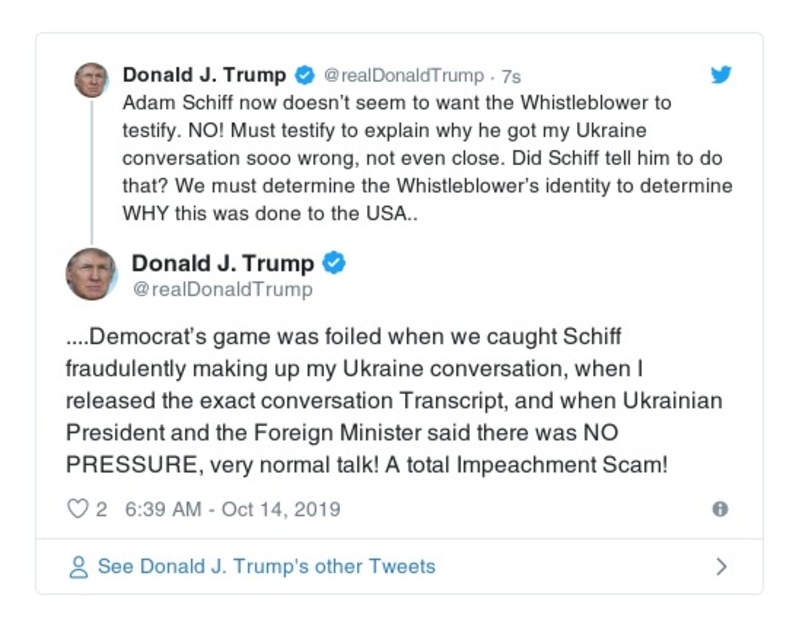 Donald J. Trump @realDonaldTrump · 7s
Adam Schiff now doesn’t seem to want the Whistleblower to
testify. NO! Must testify to explain why he got my Ukraine
conversation sooo wrong, not even close. Did Schiff tell him to do
that? We must determine the Whistleblower’s identity to determine
WHY this was done to the USA..
Donald J. Trump
@realDonaldTrump
....Democrat’s game was foiled when we caught Schiff
fraudulently making up my Ukraine conversation, when I
released the exact conversation Transcript, and when Ukrainian
President and the Foreign Minister said there was NO
PRESSURE, very normal talk! A total Impeachment Scam!
2 6:39 AM - Oct 14, 2019
See Donald J. Trump's other Tweets